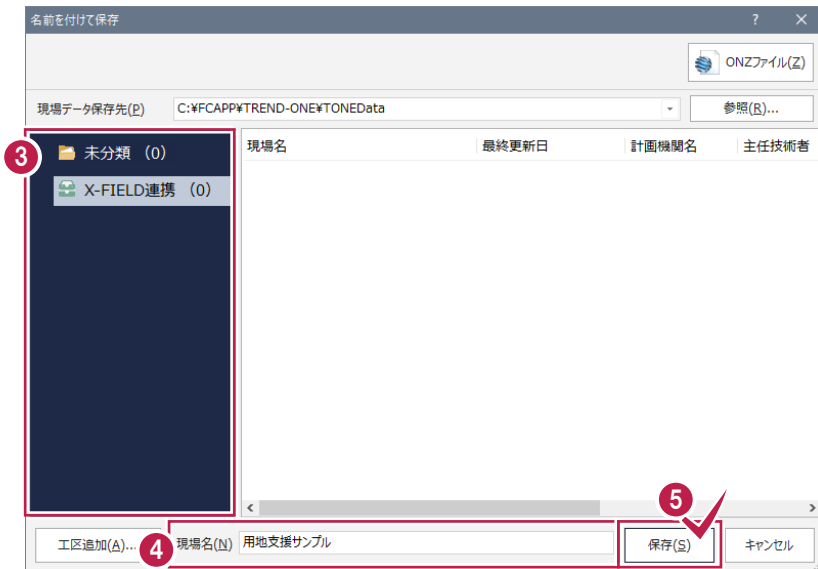 名前を付けて保存
ONZファイル(Z)
現場データ保存先(P) C:¥FCAPP¥TREND-ONE¥TONEData 参照(R)...
3
未分類 (0)
X-FIELD連携 (0)
現場名 最終更新日 計画機関名 主任技術者
5
工区追加(A)... 4 現場名(N) 用地支援サンプル 保存(S) キャンセル